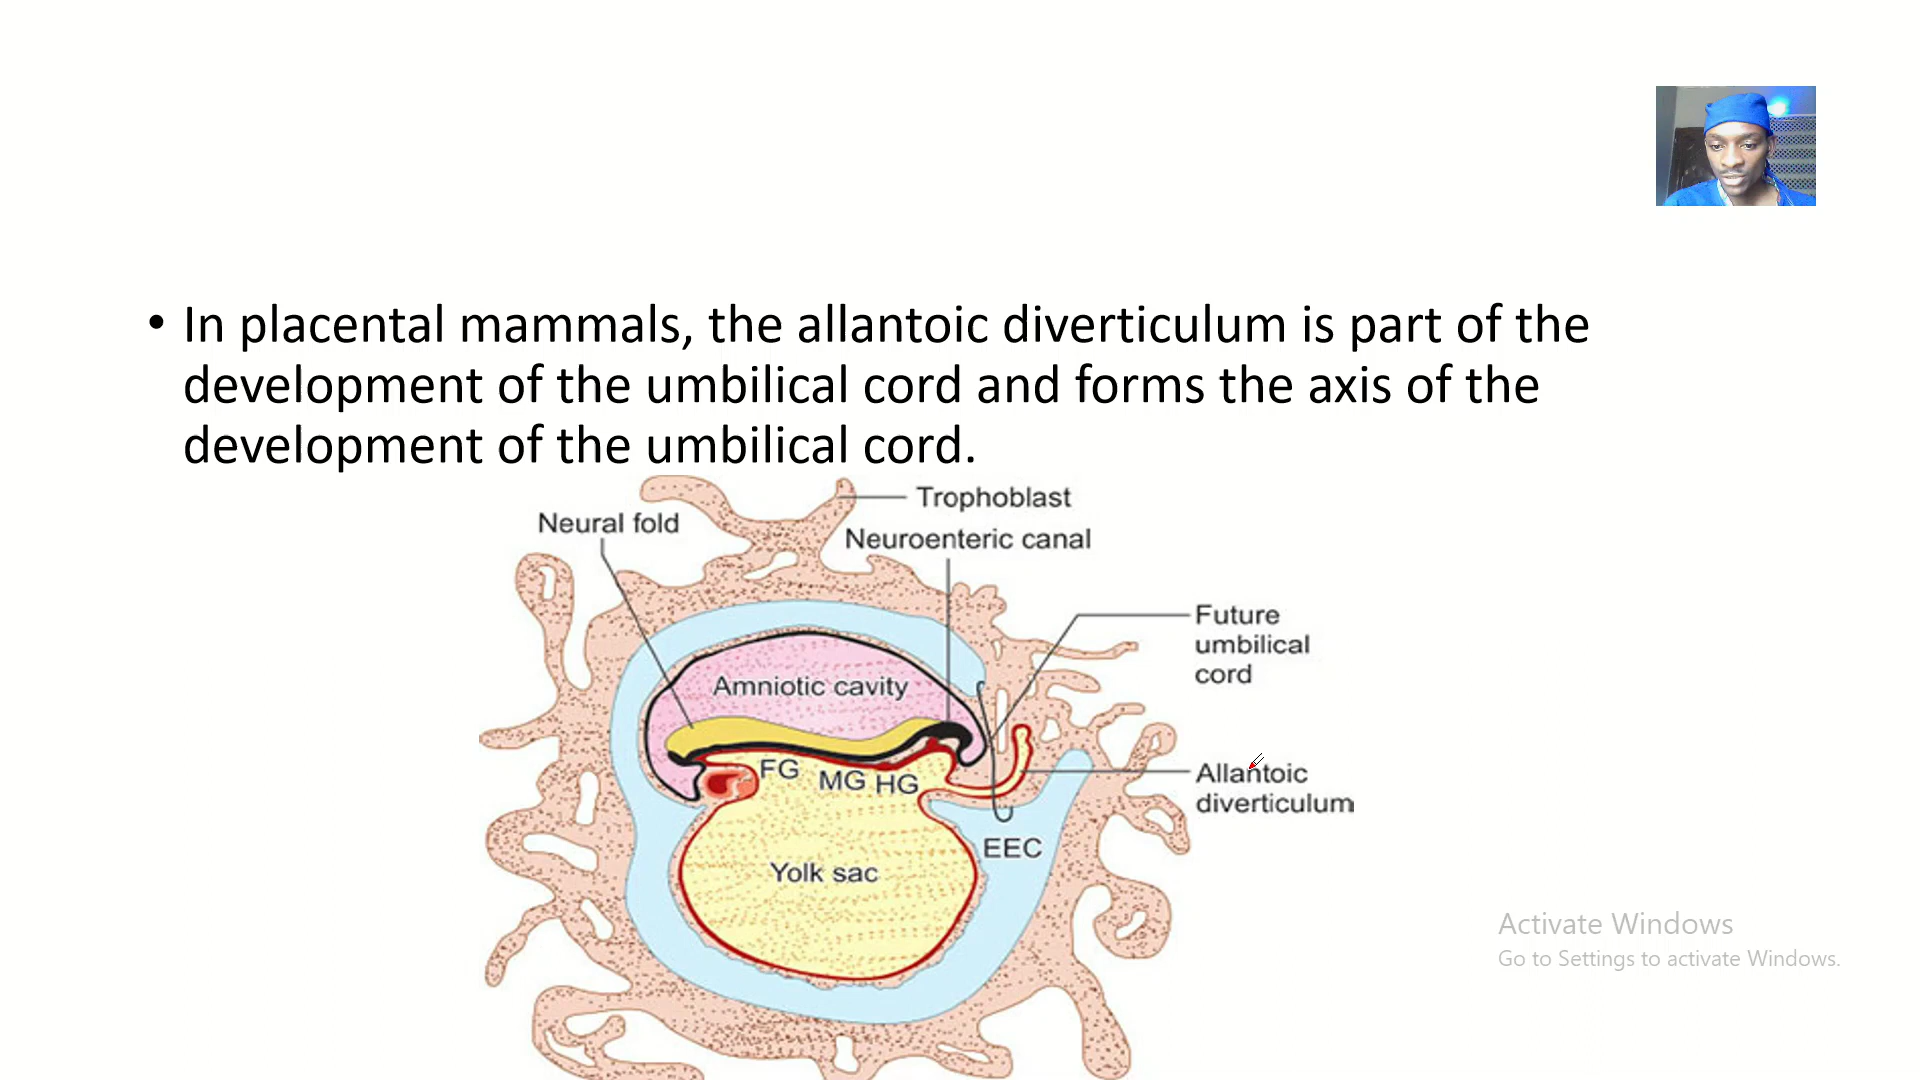 • In placental mammals, the allantoic diverticulum is part of the
development of the umbilical cord and forms the axis of the
development of the umbilical cord.
Trophoblast
Neural fold
Neuroenteric canal
Future
umbilical
cord
Amniotic cavity
FG MG HG
Allantoic
diverticulum
EEC
Yolk sac
Activate Windows
Go to Settings to activate Windows.